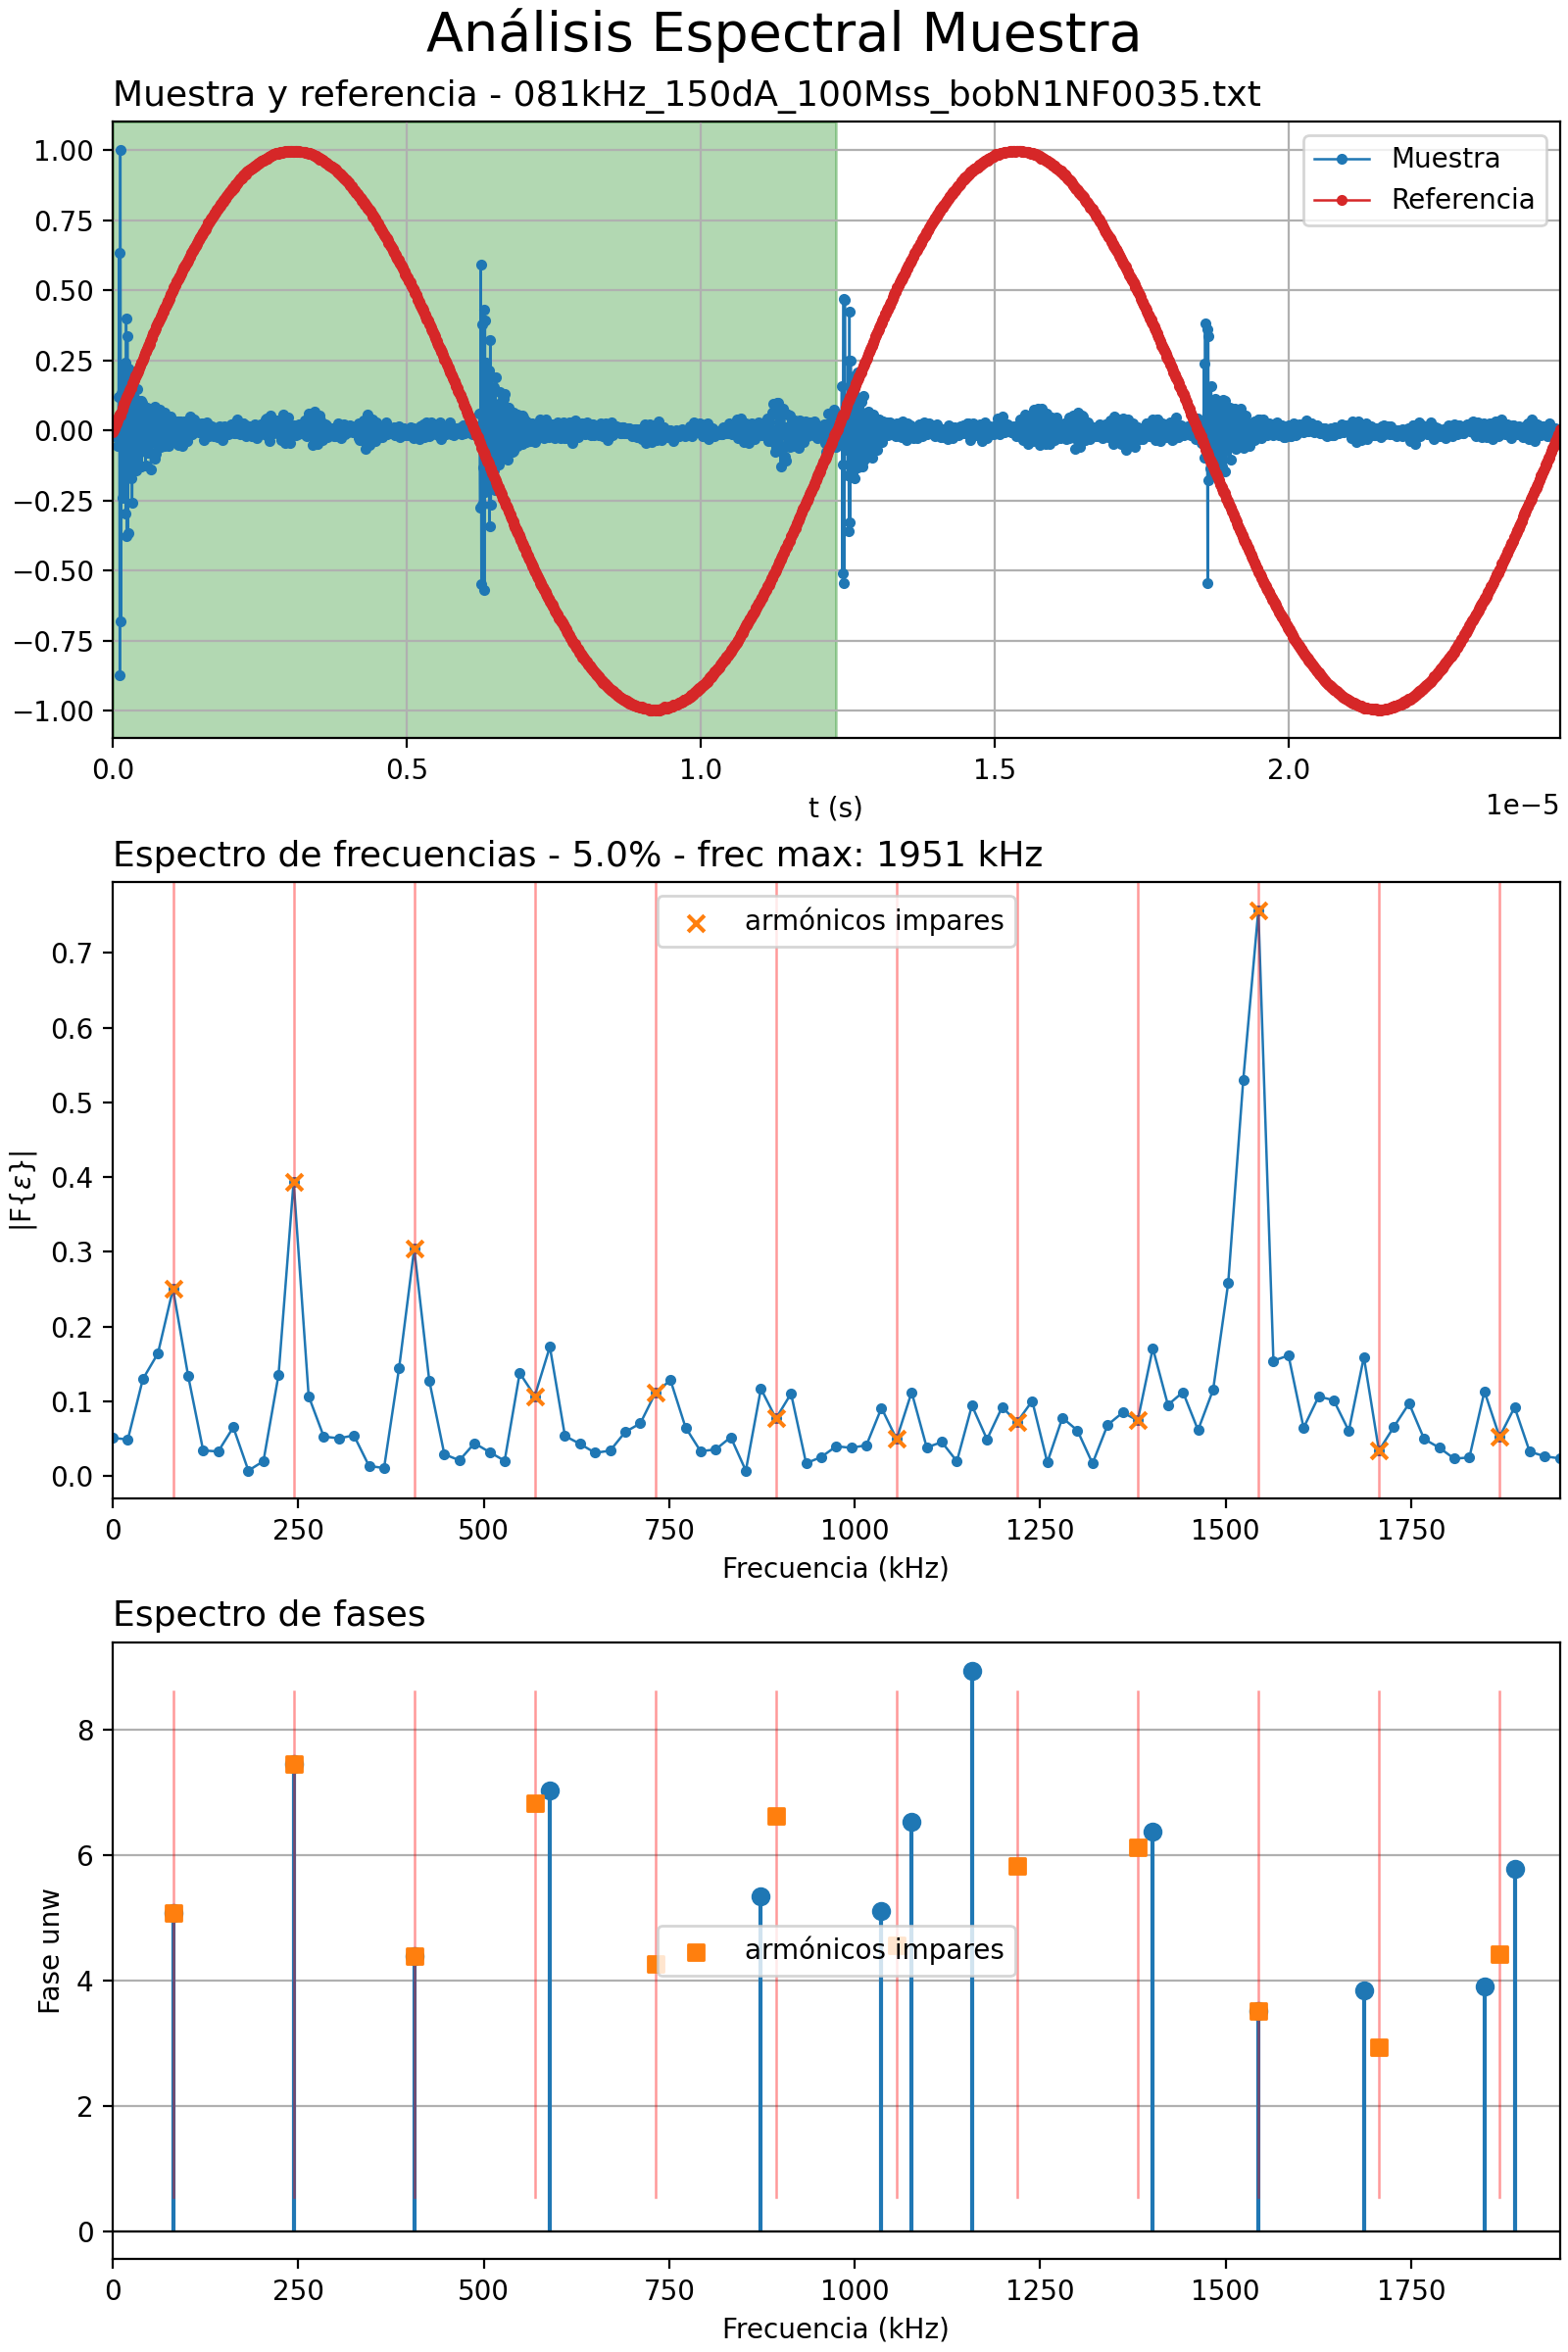 Análisis Espectral Muestra
Muestra y referencia - 081kHz_150dA_100Mss_bobN1NF0035.txt
1.00
0.75
0.50
0.25
0.00
−0.25
−0.50
−0.75
−1.00
Muestra
Referencia
0.0 0.5 1.0 1.5 2.0
t (s)
1e−5
Espectro de frecuencias - 5.0% - frec max: 1951 kHz
armónicos impares
|F{ε}|
0.7
0.6
0.5
0.4
0.3
0.2
0.1
0.0
0 250 500 750 1000 1250 1500 1750
Frecuencia (kHz)
Espectro de fases
Fase unw
8
6
4
2
0
armónicos impares
0 250 500 750 1000 1250 1500 1750
Frecuencia (kHz)